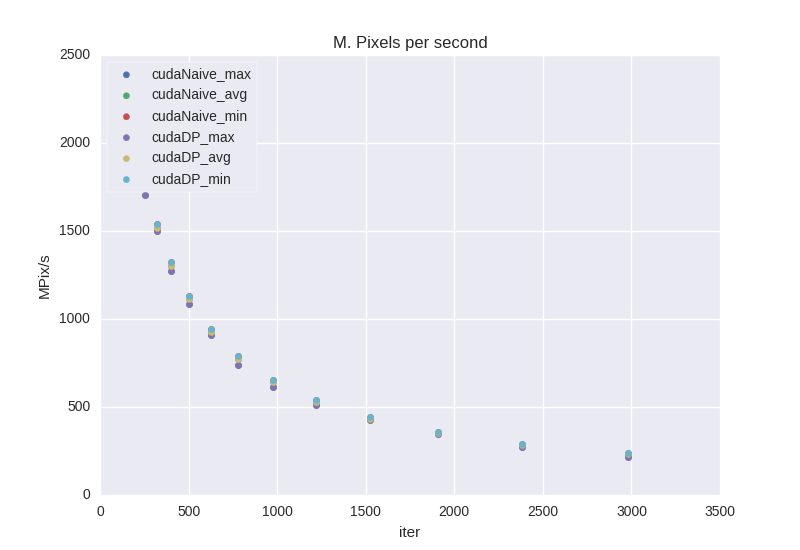 M. Pixels per second
2500
2000
1500
1000
500
0
MPix/s
cudaNaive_max
cudaNaive_avg
cudaNaive_min
cudaDP_max
cudaDP_avg
cudaDP_min
0 500 1000 1500 2000 2500 3000 3500
iter